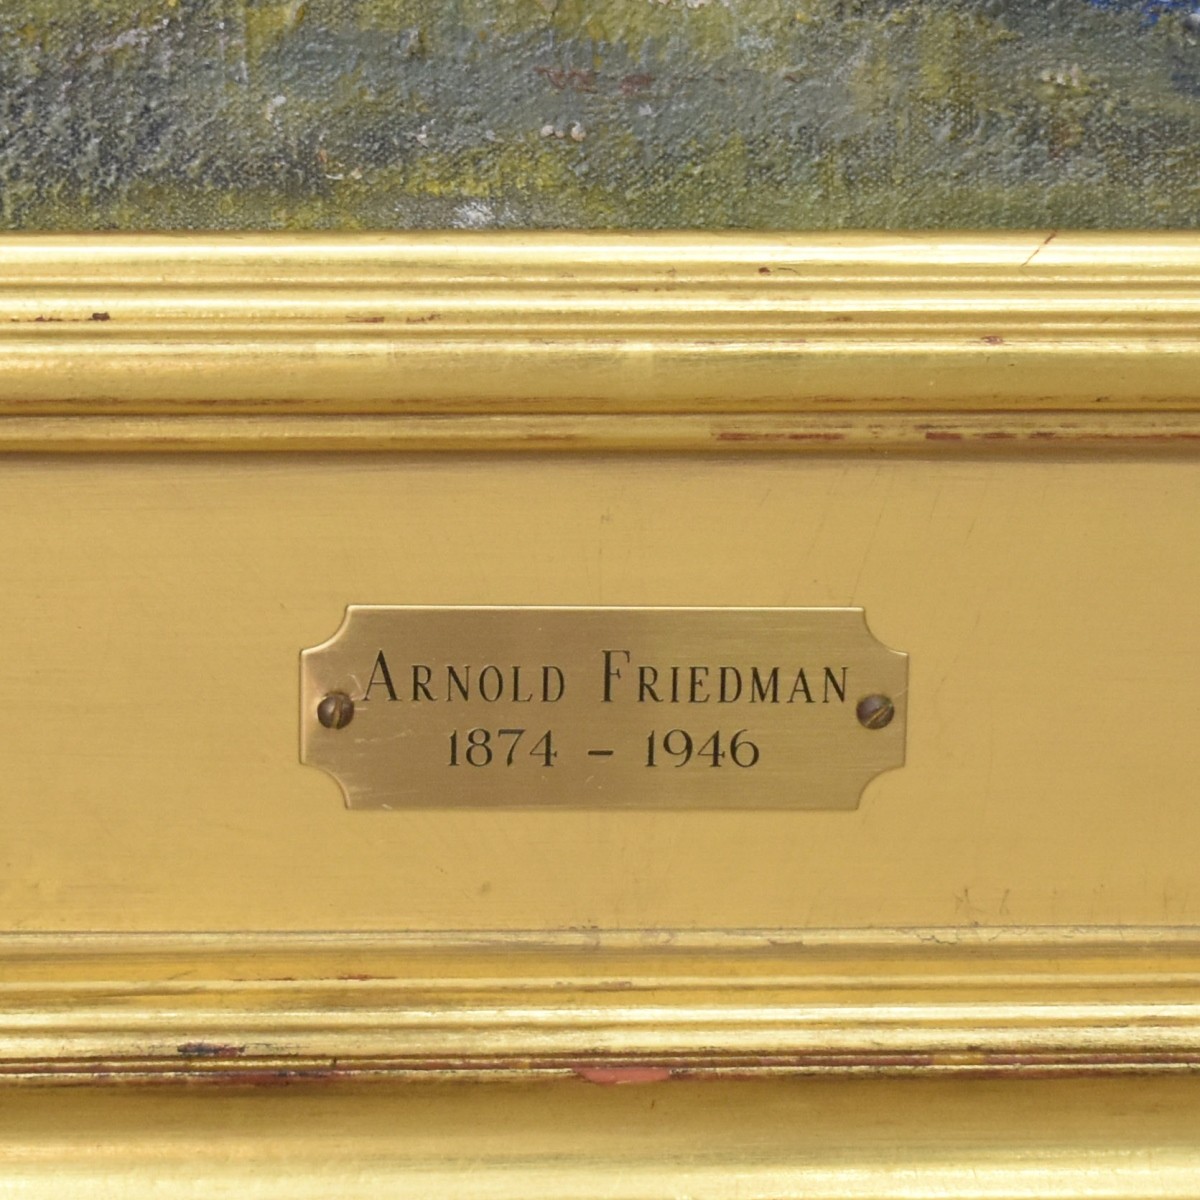 ARNOLD FRIEDMAN
1874 – 1946